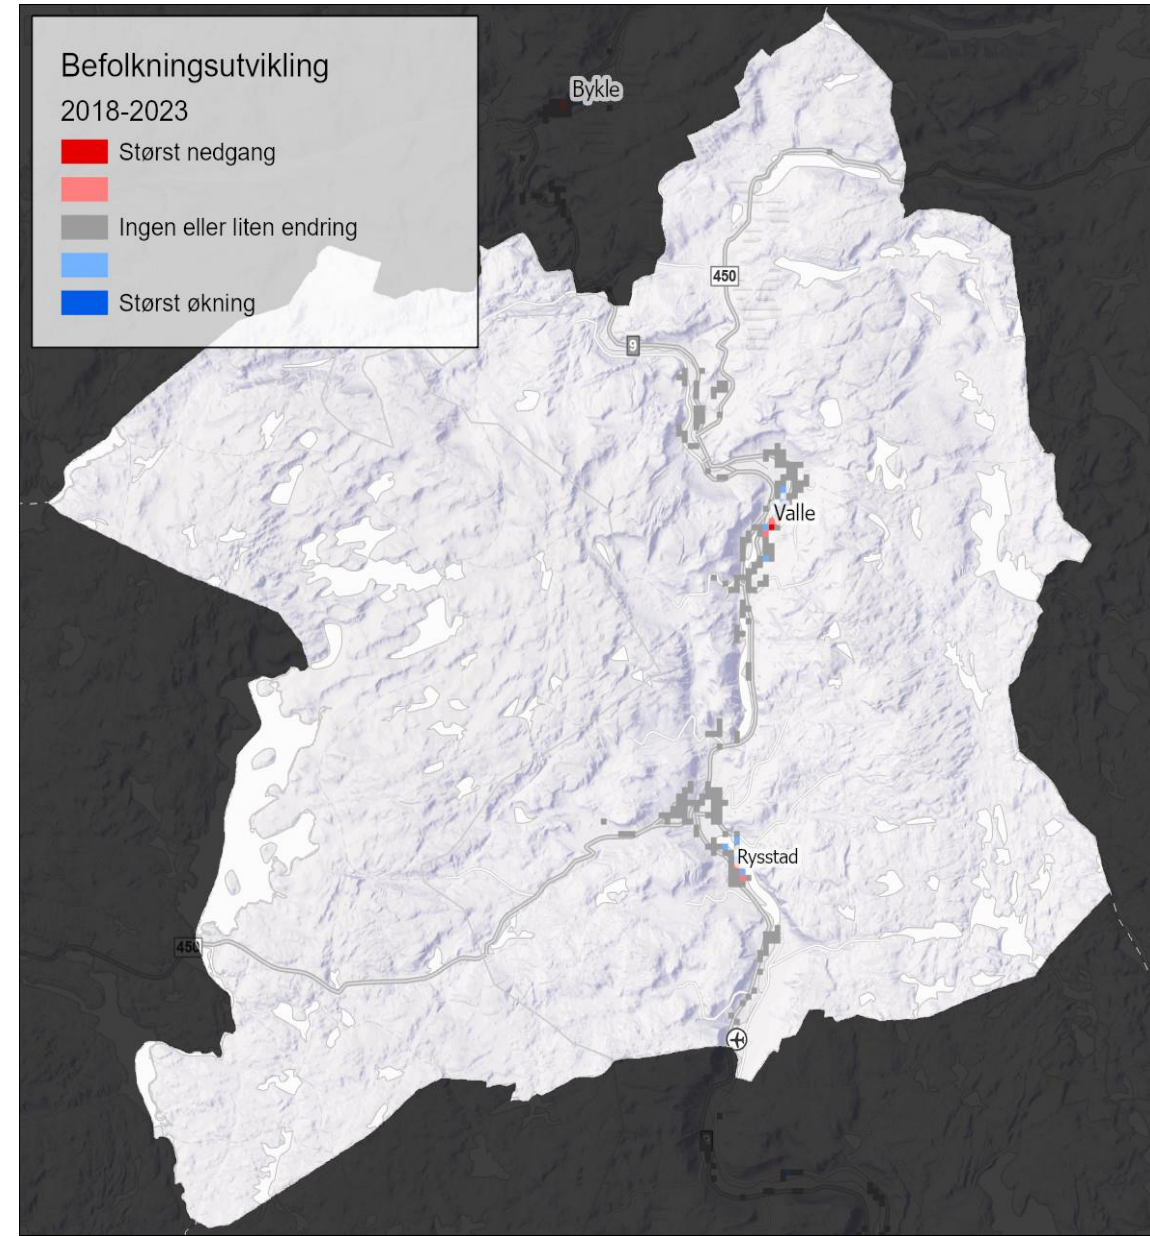 Befolkningsutvikling
2018-2023
Størst nedgang
Ingen eller liten endring
Størst økning
Bykle
450
9
Valle
Rysstad
450